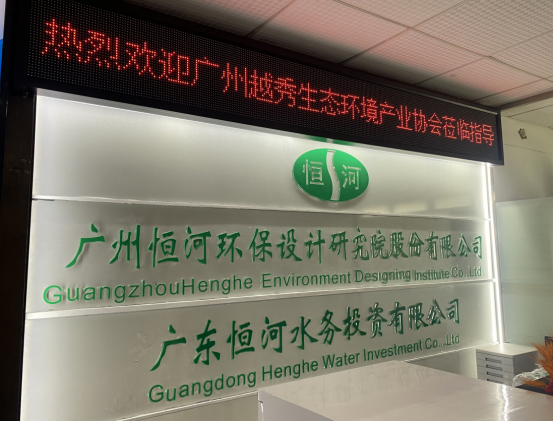 热烈欢迎广州越秀生态环境产业协会莅临指导
恒河
广州恒河环保设计研究院股份有限公司
GuangzhouHenghe Environment Designing Institute Co., Ltd
广东恒河水务投资有限公司
Guangdong Henghe Water Investment Co., Ltd